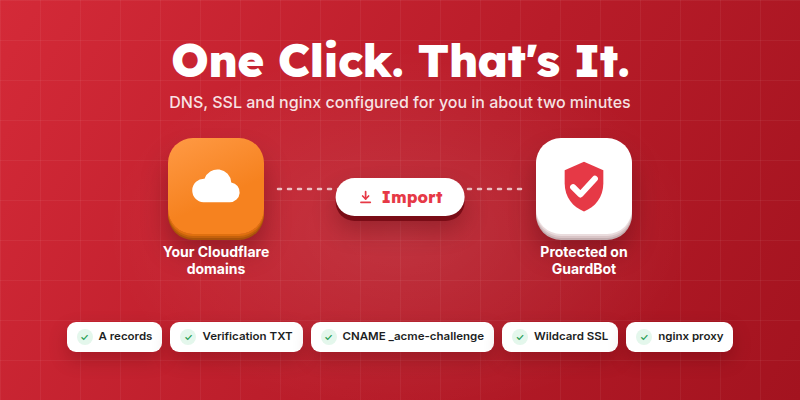 One Click. That's It.
DNS, SSL and nginx configured for you in about two minutes
Import
Your Cloudflare
domains
Protected on
GuardBot
A records
Verification TXT
CNAME _acme-challenge
Wildcard SSL
nginx proxy